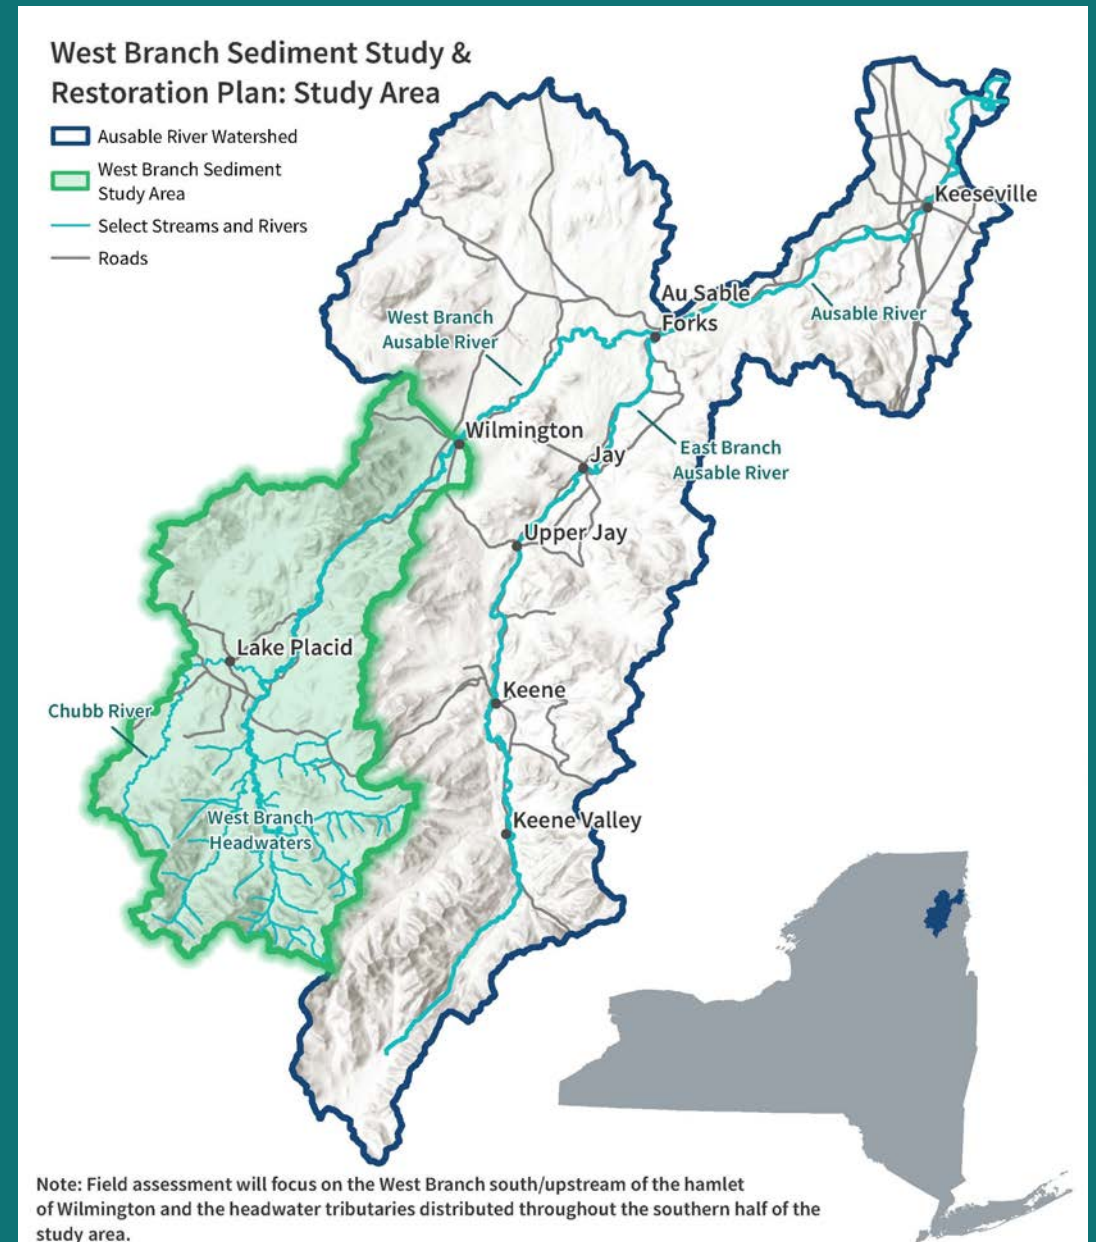 West Branch Sediment Study &
Restoration Plan: Study Area
Ausable River Watershed
West Branch Sediment
Study Area
Select Streams and Rivers
Roads
Keeseville
Au Sable
Forks
Ausable River
West Branch
Ausable River
Wilmington
East Branch
Ausable River
Jay
Upper Jay
Lake Placid
Keene
Chubb River
West Branch
Headwaters
Keene Valley
Note: Field assessment will focus on the West Branch south/upstream of the hamlet
of Wilmington and the headwater tributaries distributed throughout the southern half of the
study area.